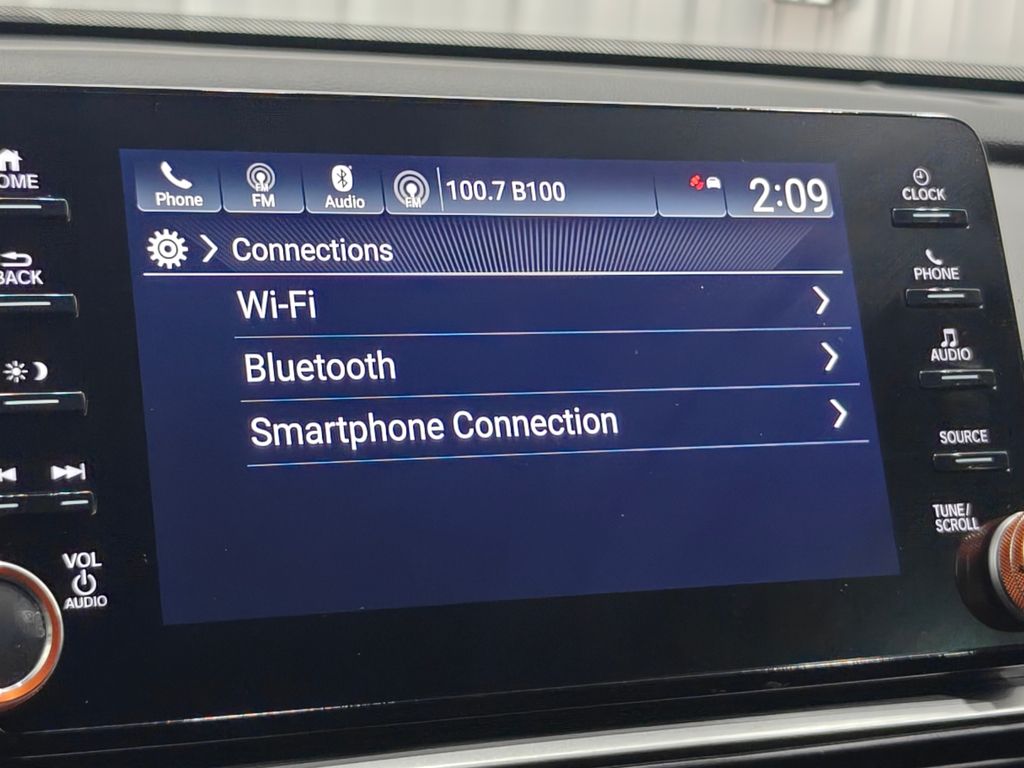 OME
BACK
VOL
AUDIO
Phone
FM
FM
Audio
FM
100.7 B100
2:09
Connections
Wi-Fi
Bluetooth
Smartphone Connection
CLOCK
PHONE
AUDIO
SOURCE
TUNE/
SCROLL